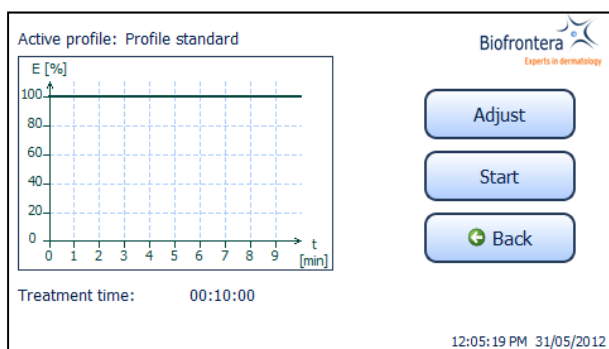 Active profile: Profile standard
Biofrontera
Experts in dermatology
E [%]
100
80
60
40
20
0
0 1 2 3 4 5 6 7 8 9
t
[min]
Adjust
Start
Back
Treatment time: 00:10:00
12:05:19 PM 31/05/2012